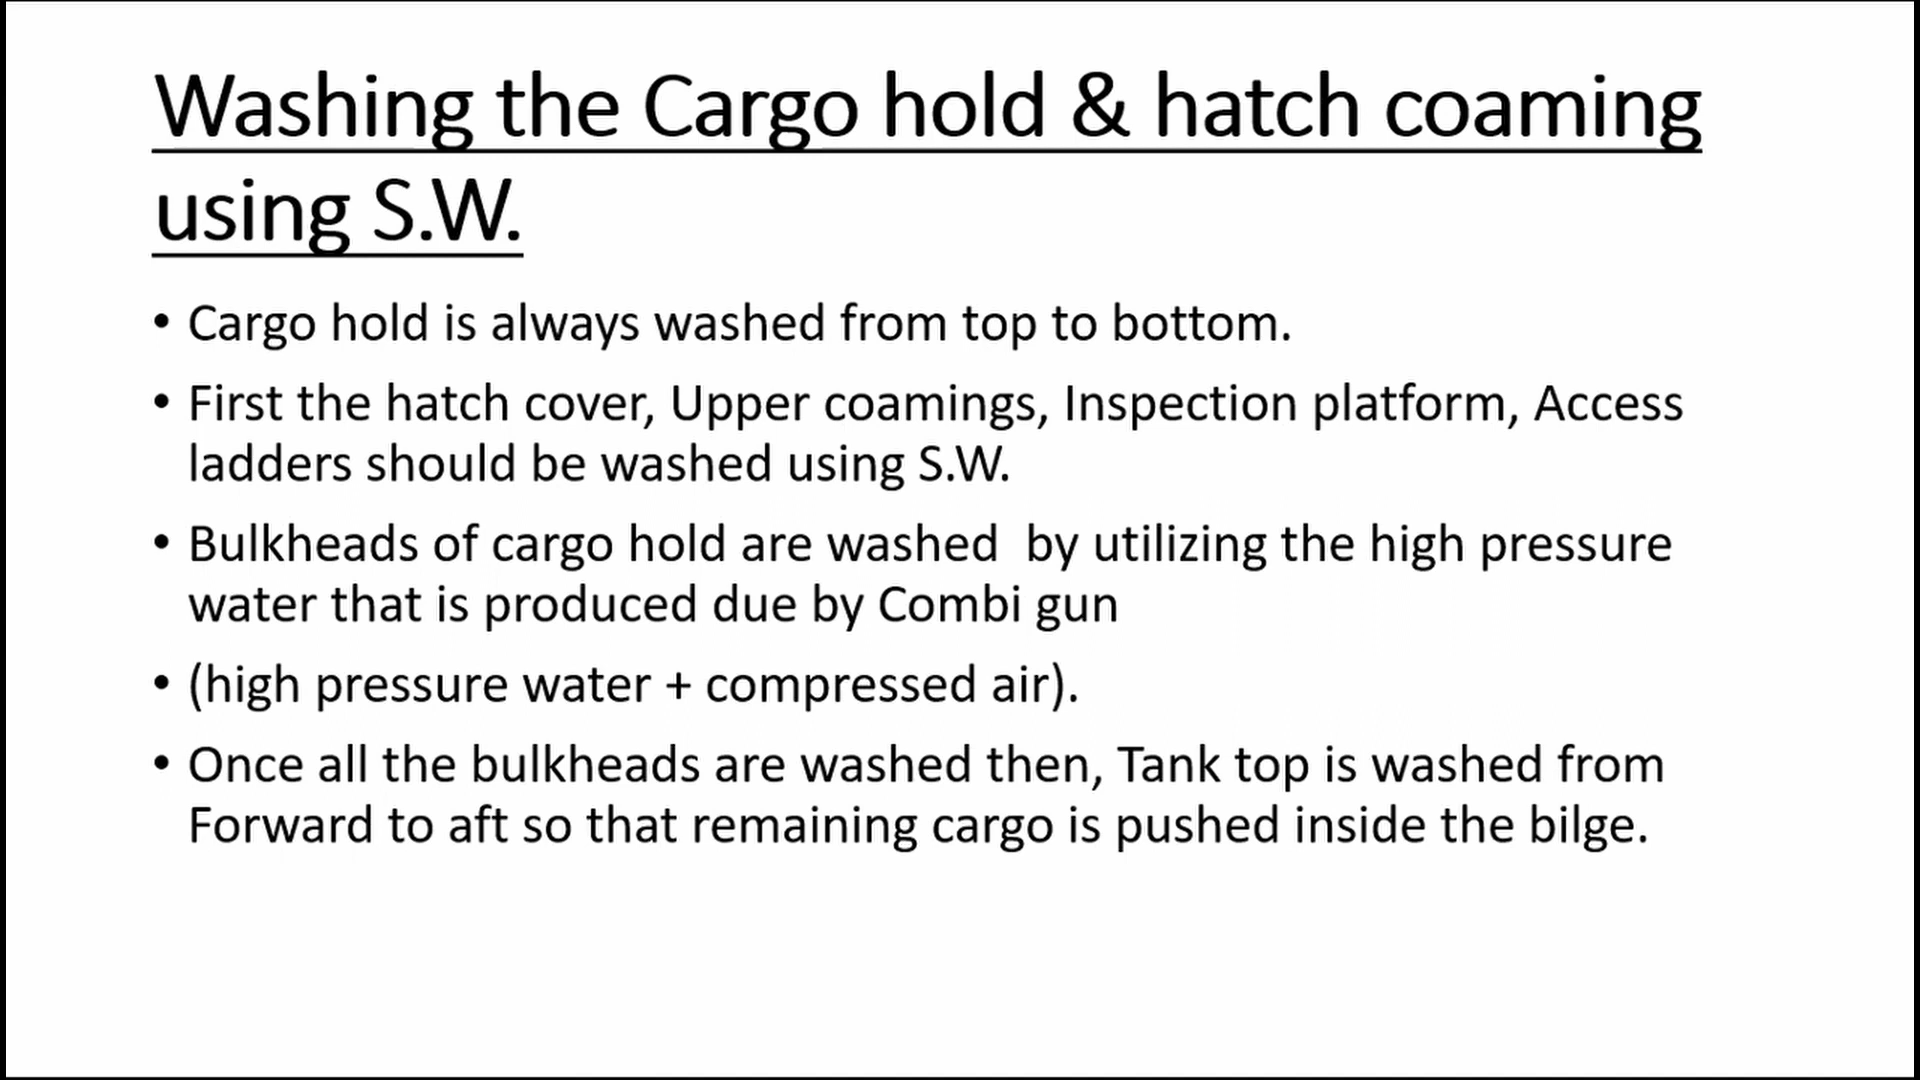 Washing the Cargo hold & hatch coaming
using S.W.
• Cargo hold is always washed from top to bottom.
• First the hatch cover, Upper coamings, Inspection platform, Access
ladders should be washed using S.W.
• Bulkheads of cargo hold are washed  by utilizing the high pressure
water that is produced due by Combi gun
• (high pressure water + compressed air).
• Once all the bulkheads are washed then, Tank top is washed from
Forward to aft so that remaining cargo is pushed inside the bilge.